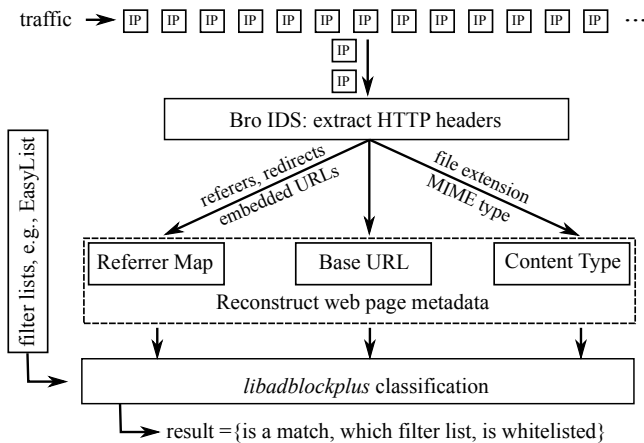 traffic IP IP IP IP IP IP IP IP IP IP IP IP IP ...
IP
IP
Bro IDS: extract HTTP headers
referers, redirects
embedded URLs
file extension
MIME type
filter lists, e.g., EasyList
Referrer Map Base URL Content Type
Reconstruct web page metadata
libadblockplus classification
result ={is a match, which filter list, is whitelisted}